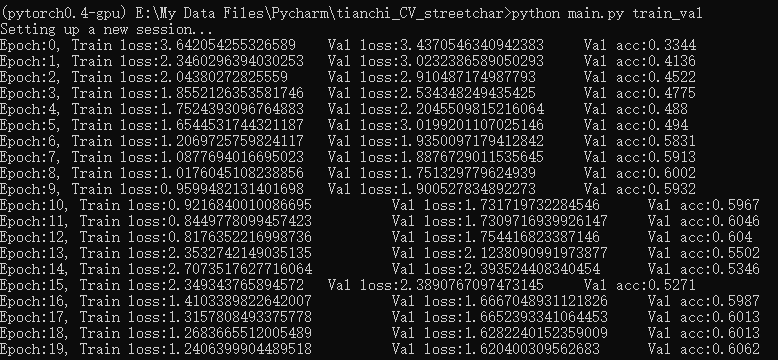 (pytorch0.4-gpu) E:\My Data Files\Pycharm\tianchi_CV_streetchar>python main.py train_val
Setting up a new session...
Epoch:0, Train loss:3.642054255326589 Val loss:3.4370546340942383 Val acc:0.3344
Epoch:1, Train loss:2.3460296394030253 Val loss:3.0232386589050293 Val acc:0.4136
Epoch:2, Train loss:2.04380272825559 Val loss:2.910487174987793 Val acc:0.4522
Epoch:3, Train loss:1.8552126353581746 Val loss:2.534348249435425 Val acc:0.4775
Epoch:4, Train loss:1.7524393096764883 Val loss:2.2045509815216064 Val acc:0.488
Epoch:5, Train loss:1.6544531744321187 Val loss:3.0199201107025146 Val acc:0.494
Epoch:6, Train loss:1.2069725759824117 Val loss:1.9350097179412842 Val acc:0.5831
Epoch:7, Train loss:1.0877694016695023 Val loss:1.8876729011535645 Val acc:0.5913
Epoch:8, Train loss:1.0176045108238856 Val loss:1.751329779624939 Val acc:0.6002
Epoch:9, Train loss:0.9599482131401698 Val loss:1.900527834892273 Val acc:0.5932
Epoch:10, Train loss:0.9216840010086695 Val loss:1.731719732284546 Val acc:0.5967
Epoch:11, Train loss:0.8449778099457423 Val loss:1.7309716939926147 Val acc:0.6046
Epoch:12, Train loss:0.8176352216998736 Val loss:1.754416823387146 Val acc:0.604
Epoch:13, Train loss:2.3532742149035135 Val loss:2.1238090991973877 Val acc:0.5502
Epoch:14, Train loss:2.7073517627716064 Val loss:2.393524408340454 Val acc:0.5346
Epoch:15, Train loss:2.349343765894572 Val loss:2.3890767097473145 Val acc:0.5271
Epoch:16, Train loss:1.4103389822642007 Val loss:1.6667048931121826 Val acc:0.5987
Epoch:17, Train loss:1.3157808493375778 Val loss:1.6652393341064453 Val acc:0.6013
Epoch:18, Train loss:1.2683665512005489 Val loss:1.6282240152359009 Val acc:0.6013
Epoch:19, Train loss:1.2406399904489518 Val loss:1.620400309562683 Val acc:0.6062